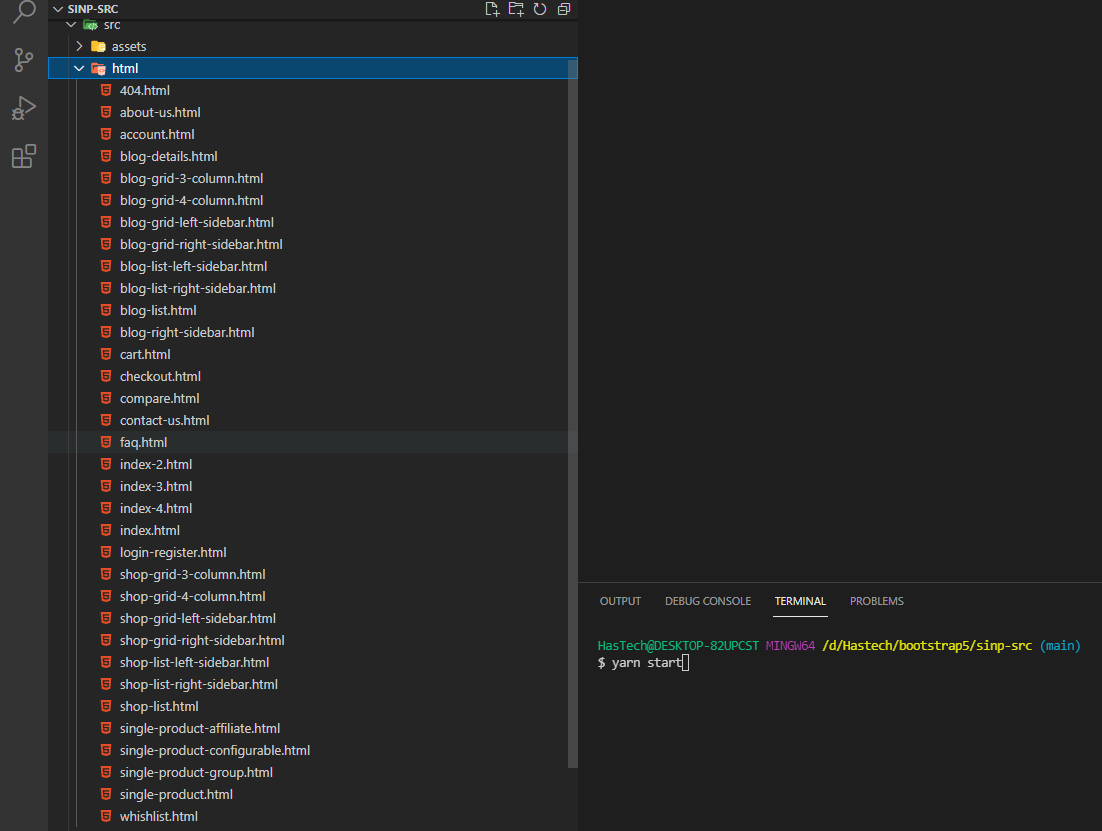 SINP-SRC
src
assets
html
404.html
about-us.html
account.html
blog-details.html
blog-grid-3-column.html
blog-grid-4-column.html
blog-grid-left-sidebar.html
blog-grid-right-sidebar.html
blog-list-left-sidebar.html
blog-list-right-sidebar.html
blog-list.html
blog-right-sidebar.html
cart.html
checkout.html
compare.html
contact-us.html
faq.html
index-2.html
index-3.html
index-4.html
index.html
login-register.html
shop-grid-3-column.html
shop-grid-4-column.html
shop-grid-left-sidebar.html
shop-grid-right-sidebar.html
shop-list-left-sidebar.html
shop-list-right-sidebar.html
shop-list.html
single-product-affiliate.html
single-product-configurable.html
single-product-group.html
single-product.html
whishlist.html
OUTPUT DEBUG CONSOLE TERMINAL PROBLEMS
HasTech@DESKTOP-82UPCST MINGW64 /d/Hastech/bootstrap5/sinp-src (main)
$ yarn start